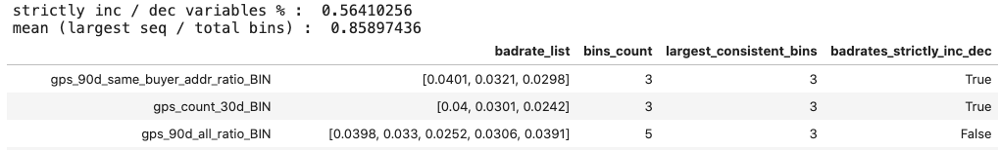 strictly inc / dec variables % :  0.56410256
mean (largest seq / total bins) :  0.85897436
badrate_list bins_count largest_consistent_bins badrates_strictly_inc_dec
gps_90d_same_buyer_addr_ratio_BIN [0.0401, 0.0321, 0.0298] 3 3 True
gps_count_30d_BIN [0.04, 0.0301, 0.0242] 3 3 True
gps_90d_all_ratio_BIN [0.0398, 0.033, 0.0252, 0.0306, 0.0391] 5 3 False